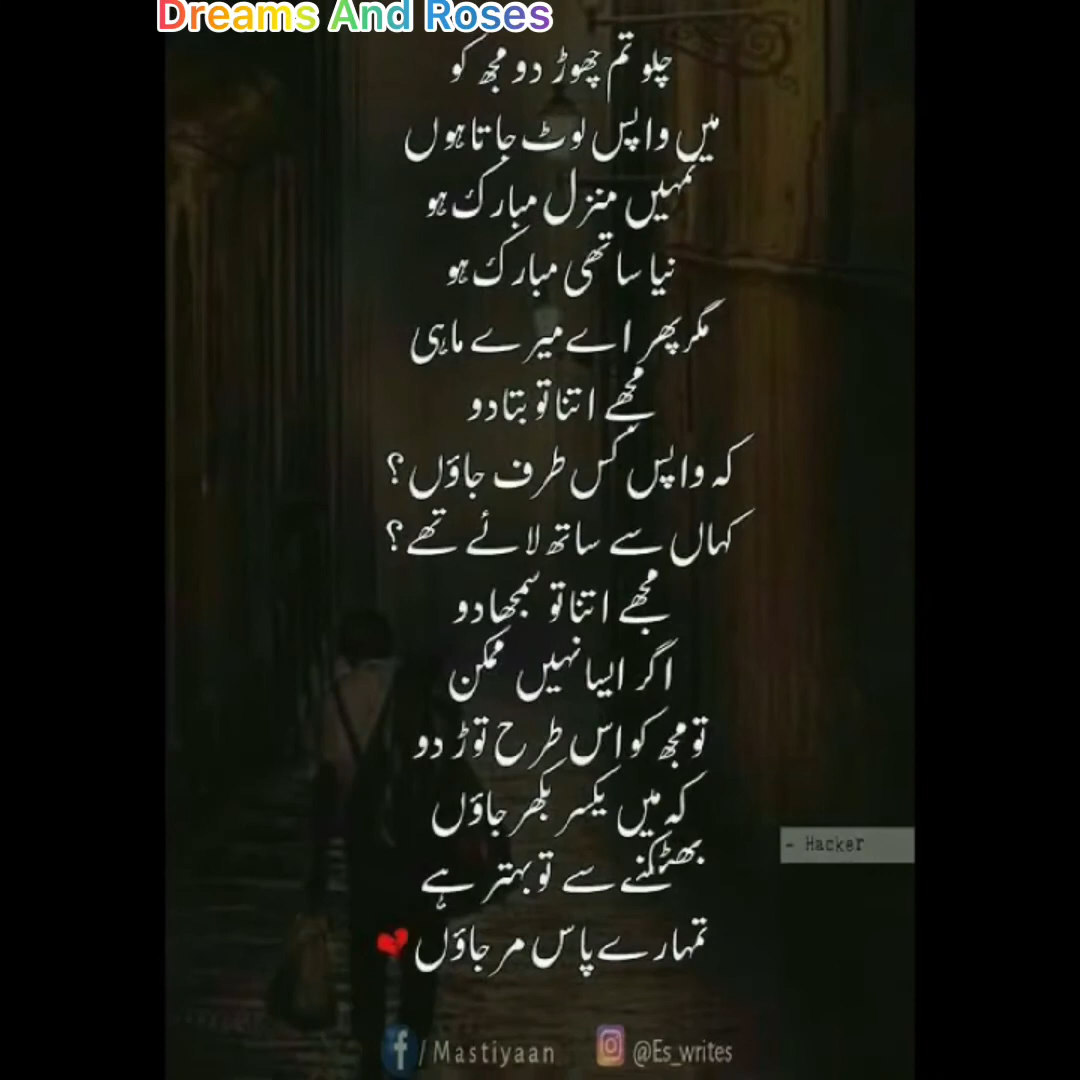 Dreams And Roses
چلو تم چھوڑ دو مجھ کو
میں واپس لوٹ جاتا ہوں
تمہیں منزل مبارک ہو
نیا ساتھی مبارک ہو
مگر پھر اے میرے ماہی
مجھے اتنا تو بتا دو
کہ واپس کس طرف جاؤں ؟
کہاں سے ساتھ لائے تھے ؟
مجھے اتنا تو سمجھا دو
اگر ایسا نہیں ممکن
تو مجھ کو اس طرح توڑ دو
کہ میں یکسر بکھر جاؤں
- Hacker
بھٹکنے سے تو بہتر ہے
تمہارے پاس مر جاؤں 💔
f /Mastiyaan @Es_writes